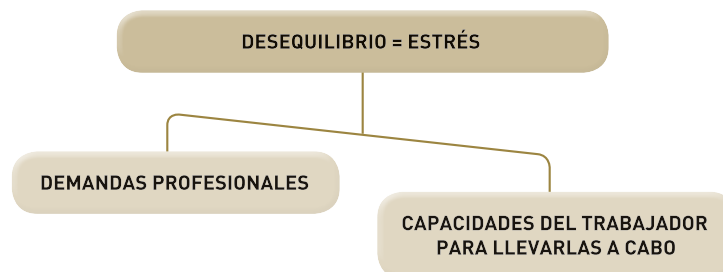 DESEQUILIBRIO = ESTRÉS
DEMANDAS PROFESIONALES
CAPACIDADES DEL TRABAJADOR
PARA LLEVARLAS A CABO